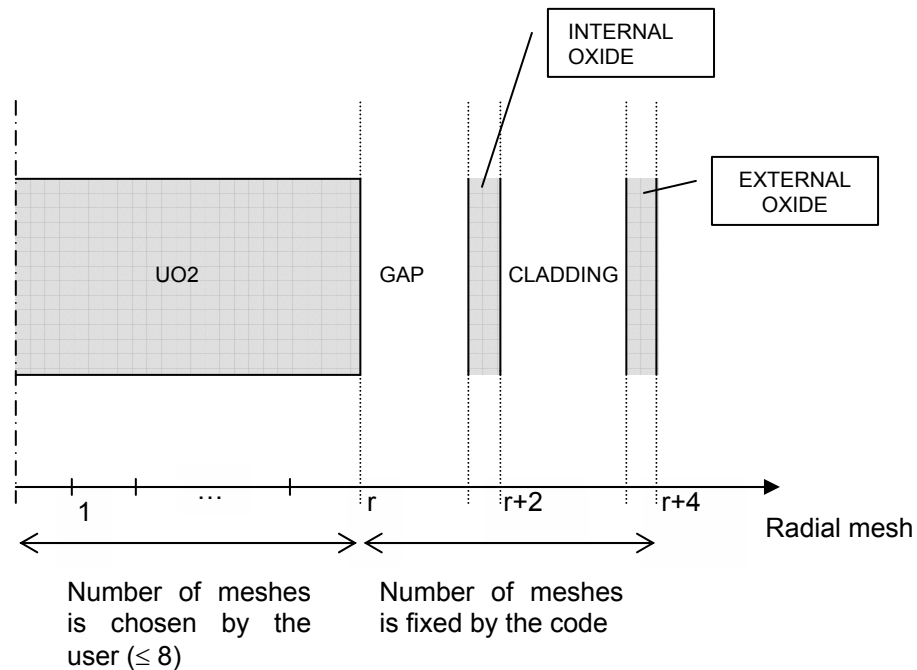 INTERNAL
OXIDE
EXTERNAL
OXIDE
UO2
GAP
CLADDING
1
...
r
r+2
r+4
Radial mesh
Number of meshes
is chosen by the
user (≤ 8)
Number of meshes
is fixed by the code